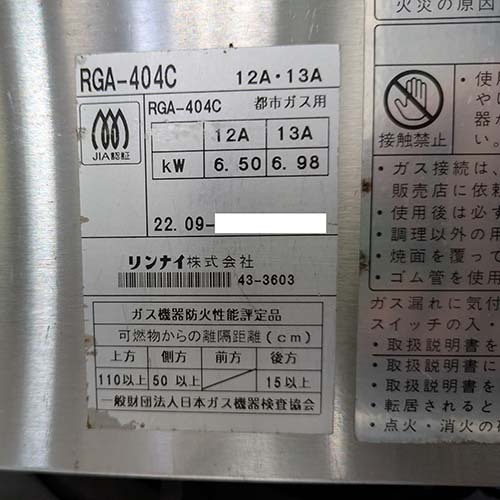 RGA-404C 12A・13A
JIA認証
RGA-404C 都市ガス用
12A 13A
kW 6.50 6.98
22.09-
リンナイ株式会社
43-3603
ガス機器防火性能評定品
可燃物からの離隔距離(cm)
上方 側方 前方 後方
110以上 50以上 15以上
一般財団法人日本ガス機器検査協会
火災の原因
接触禁止
・使用
やけ
器が
い。
・ガス接続は、
販売店に依頼
・使用後は必ず
・調理以外の用
・焼面を覆って
・ゴム管を使用
ガス漏れに気付
スイッチの入・
・取扱説明書を
・取扱説明書に
・取扱説明書を
・転居されると
・点火・消火の確